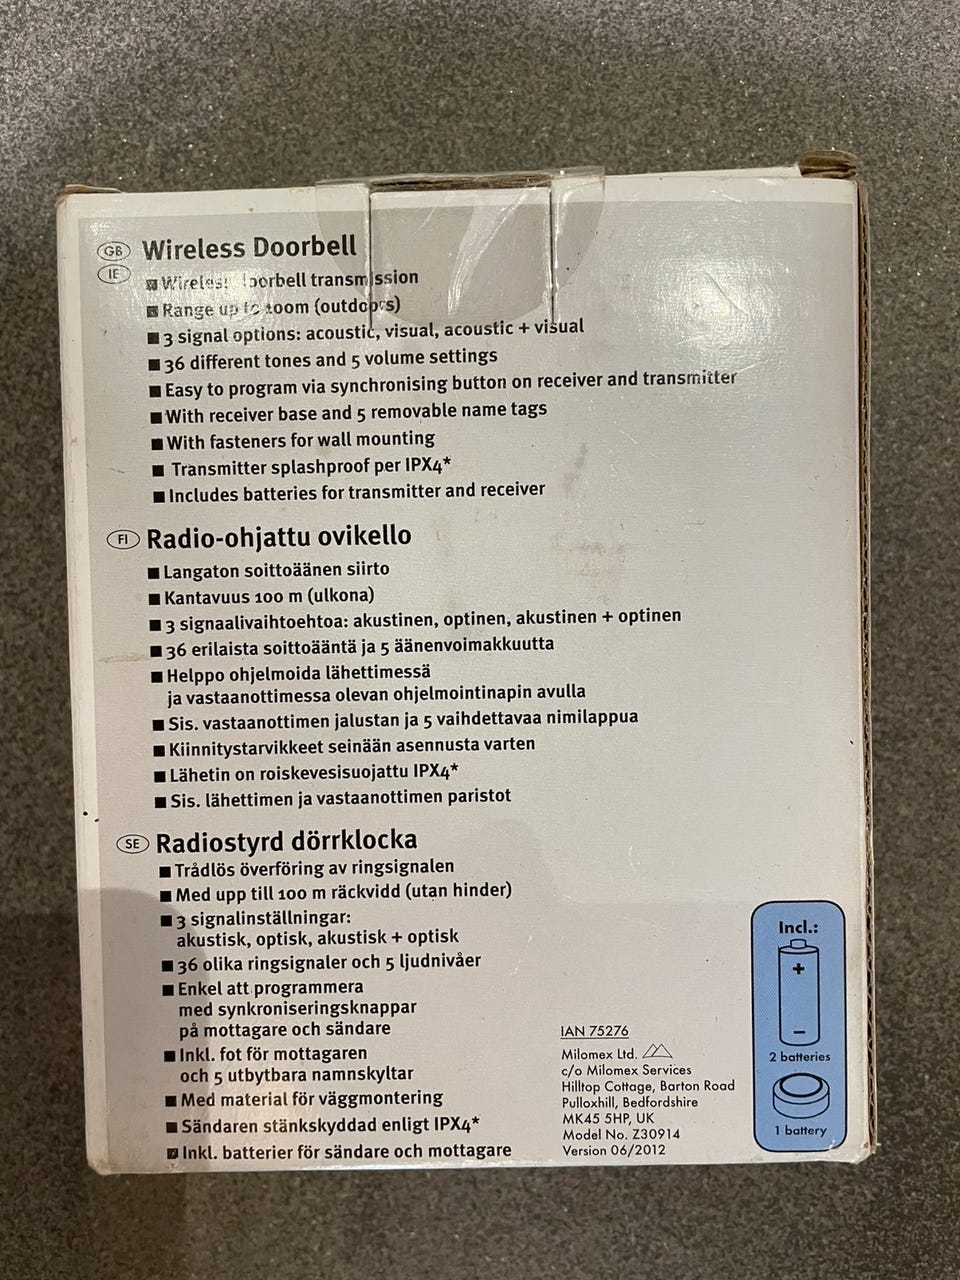 GB Wireless Doorbell
IE
■ Wireless doorbell transmission
■ Range up to 100m (outdoors)
■ 3 signal options: acoustic, visual, acoustic + visual
■ 36 different tones and 5 volume settings
■ Easy to program via synchronising button on receiver and transmitter
■ With receiver base and 5 removable name tags
■ With fasteners for wall mounting
■ Transmitter splashproof per IPX4*
■ Includes batteries for transmitter and receiver
FI Radio-ohjattu ovikello
■ Langaton soittoäänen siirto
■ Kantavuus 100 m (ulkona)
■ 3 signaalivaihtoehtoa: akustinen, optinen, akustinen + optinen
■ 36 erilaista soittoääntä ja 5 äänenvoimakkuutta
■ Helppo ohjelmoida lähettimessä
ja vastaanottimessa olevan ohjelmointinapin avulla
■ Sis. vastaanottimen jalustan ja 5 vaihdettavaa nimilappua
■ Kiinnitystarvikkeet seinään asennusta varten
■ Lähetin on roiskevesisuojattu IPX4*
■ Sis. lähettimen ja vastaanottimen paristot
SE Radiostyrd dörrklocka
■ Trådlös överföring av ringsignalen
■ Med upp till 100 m räckvidd (utan hinder)
■ 3 signalinställningar:
akustisk, optisk, akustisk + optisk
■ 36 olika ringsignaler och 5 ljudnivåer
■ Enkel att programmera
med synkroniseringsknappar
på mottagare och sändare
■ Inkl. fot för mottagaren
och 5 utbytbara namnskyltar
■ Med material för väggmontering
■ Sändaren stänkskyddad enligt IPX4*
■ Inkl. batterier för sändare och mottagare
IAN 75276
Milomex Ltd.
c/o Milomex Services
Hilltop Cottage, Barton Road
Pulloxhill, Bedfordshire
MK45 5HP, UK
Model No. Z30914
Version 06/2012
Incl.:
+
–
2 batteries
1 battery